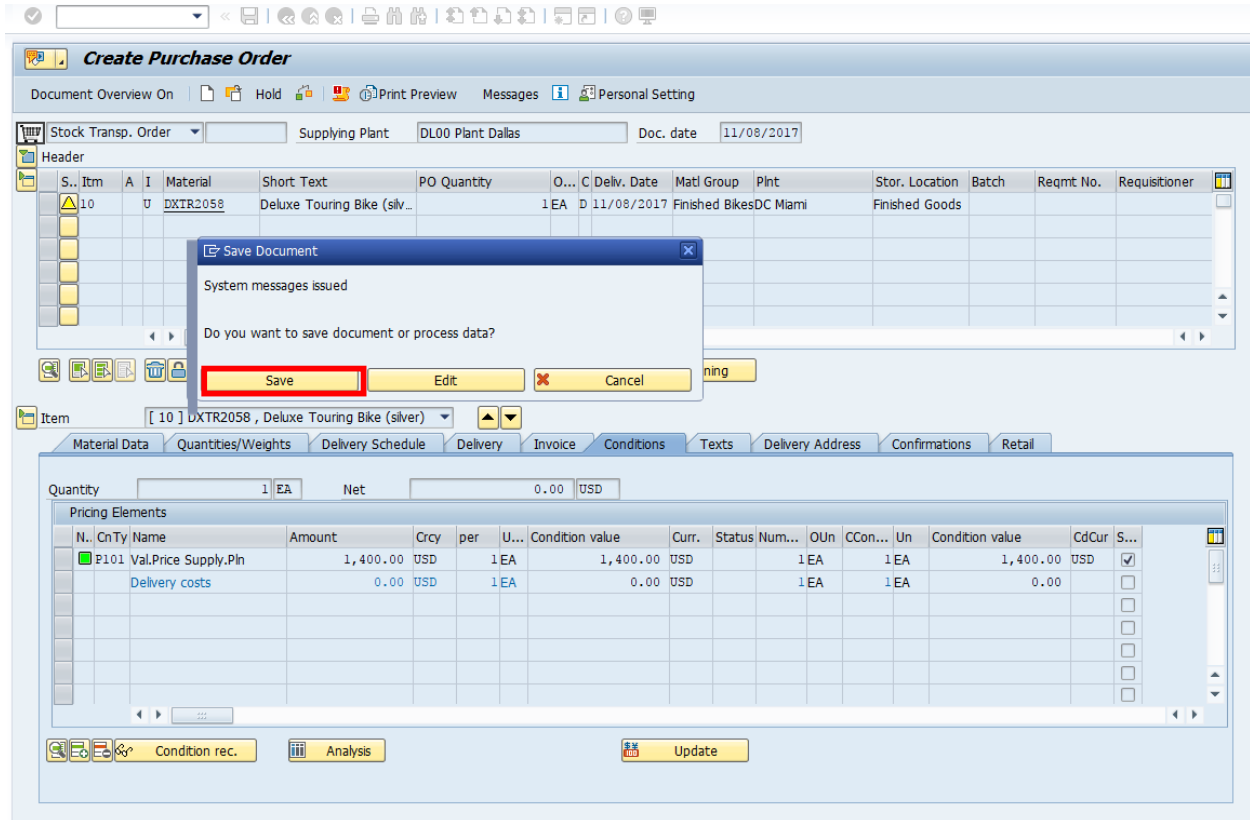 Create Purchase Order
Document Overview On Hold Print Preview Messages Personal Setting
Stock Transp. Order Supplying Plant DL00 Plant Dallas Doc. date 11/08/2017
Header
S.. Itm A I Material Short Text PO Quantity O... C Deliv. Date Matl Group Plnt Stor. Location Batch Reqmt No. Requisitioner
10 U DXTR2058 Deluxe Touring Bike (silv... 1 EA D 11/08/2017 Finished Bikes DC Miami Finished Goods
Save Document
System messages issued
Do you want to save document or process data?
Save Edit Cancel
ning
Item [ 10 ] DXTR2058 , Deluxe Touring Bike (silver)
Material Data Quantities/Weights Delivery Schedule Delivery Invoice Conditions Texts Delivery Address Confirmations Retail
Quantity 1 EA Net 0.00 USD
Pricing Elements
N.. CnTy Name Amount Crcy per U... Condition value Curr. Status Num... OUn CCon... Un Condition value CdCur S...
P101 Val.Price Supply.Pln 1,400.00 USD 1 EA 1,400.00 USD 1 EA 1 EA 1,400.00 USD
Delivery costs 0.00 USD 1 EA 0.00 USD 1 EA 1 EA 0.00
Condition rec. Analysis Update